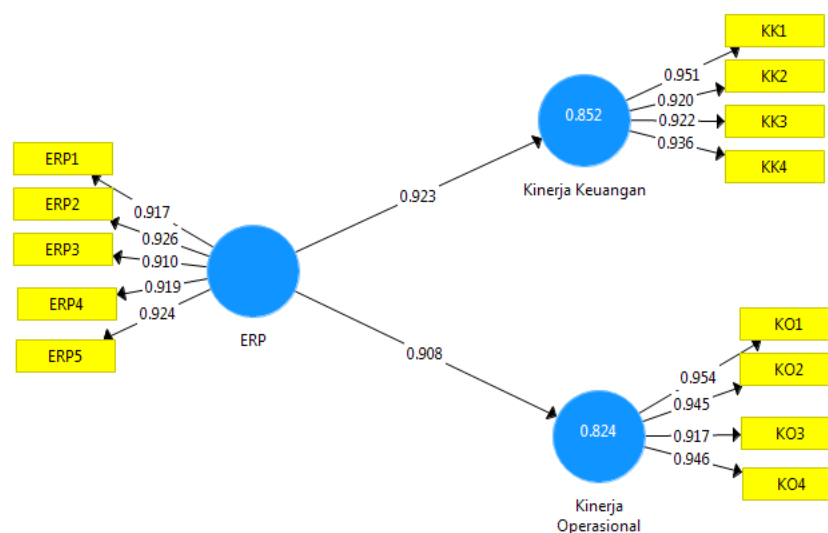 ERP1
ERP2
ERP3
ERP4
ERP5
0.917
0.926
0.910
0.919
0.924
ERP
0.923
0.908
0.852
Kinerja Keuangan
0.951
0.920
0.922
0.936
KK1
KK2
KK3
KK4
0.824
Kinerja
Operasional
0.954
0.945
0.917
0.946
KO1
KO2
KO3
KO4